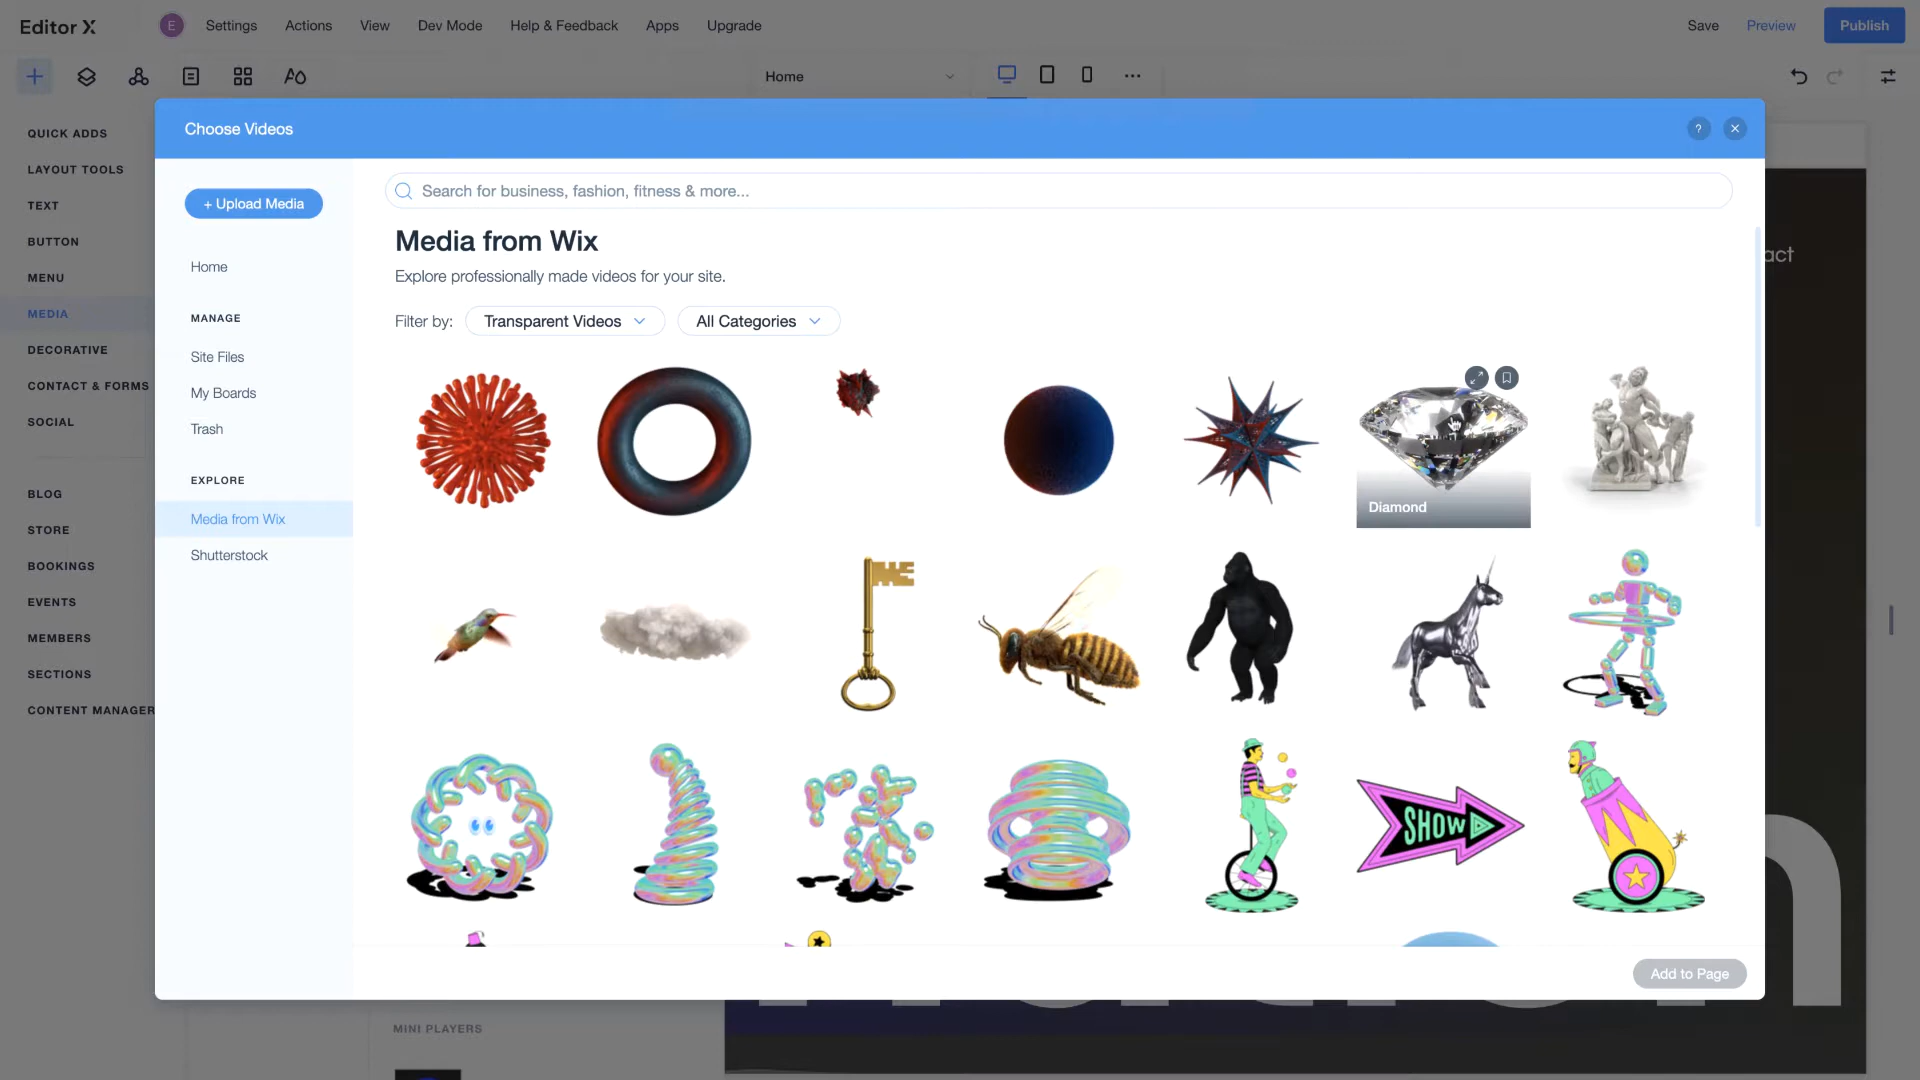 Editor X
E
Settings
Actions
View
Dev Mode
Help & Feedback
Apps
Upgrade
Save
Preview
Publish
Home
QUICK ADDS
LAYOUT TOOLS
TEXT
BUTTON
MENU
MEDIA
DECORATIVE
CONTACT & FORMS
SOCIAL
BLOG
STORE
BOOKINGS
EVENTS
MEMBERS
SECTIONS
CONTENT MANAGER
Choose Videos
?
+ Upload Media
Home
MANAGE
Site Files
My Boards
Trash
EXPLORE
Media from Wix
Shutterstock
Search for business, fashion, fitness & more...
Media from Wix
Explore professionally made videos for your site.
Filter by:
Transparent Videos
All Categories
Diamond
SHOW
Add to Page
act
MINI PLAYERS